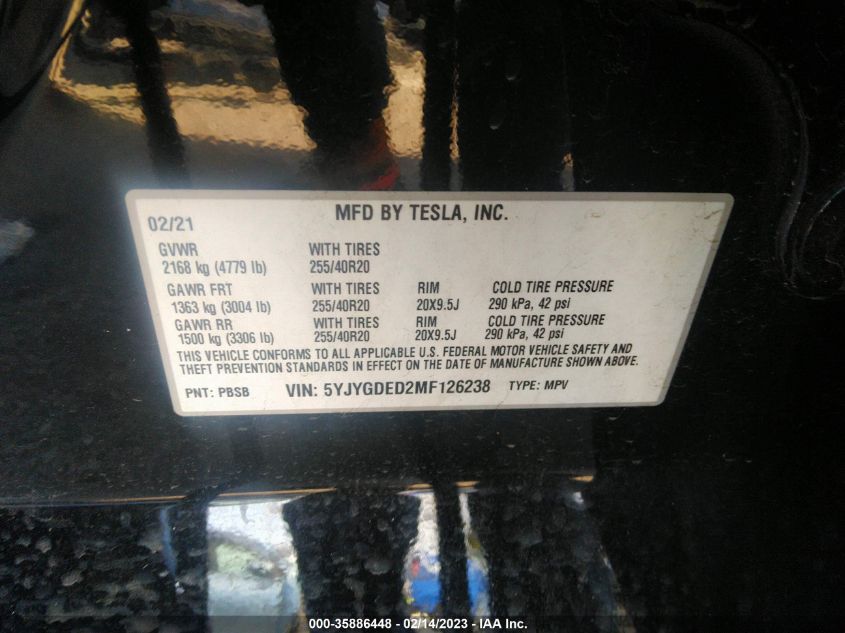 MFD BY TESLA, INC.
02/21
GVWR WITH TIRES
2168 kg (4779 lb) 255/40R20
GAWR FRT WITH TIRES RIM COLD TIRE PRESSURE
1363 kg (3004 lb) 255/40R20 20X9.5J 290 kPa, 42 psi
GAWR RR WITH TIRES RIM COLD TIRE PRESSURE
1500 kg (3306 lb) 255/40R20 20X9.5J 290 kPa, 42 psi
THIS VEHICLE CONFORMS TO ALL APPLICABLE U.S. FEDERAL MOTOR VEHICLE SAFETY AND
THEFT PREVENTION STANDARDS IN EFFECT ON THE DATE OF MANUFACTURE SHOWN ABOVE.
PNT: PBSB VIN: 5YJYGDED2MF126238 TYPE: MPV
000-35886448 - 02/14/2023 - IAA Inc.